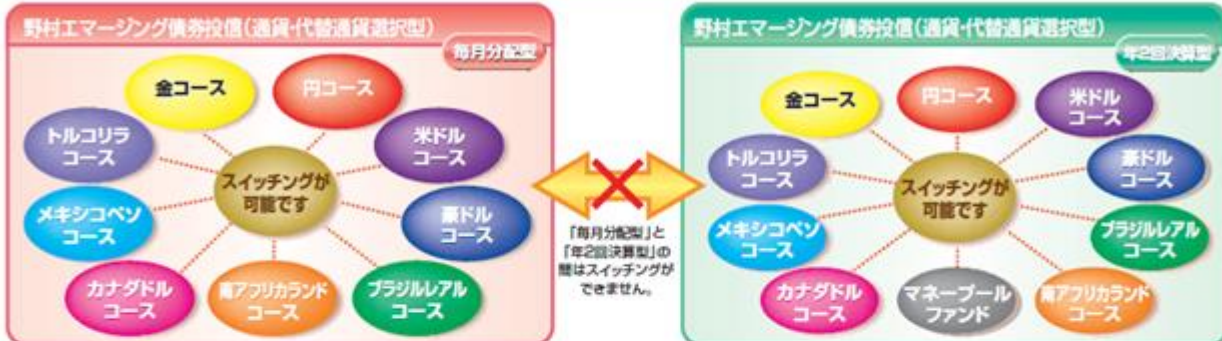 野村エマージング債券投信(通貨・代替通貨選択型)
毎月分配型
金コース
円コース
トルコリラ
コース
米ドル
コース
スイッチングが
可能です
メキシコペソ
コース
豪ドル
コース
カナダドル
コース
南アフリカランド
コース
ブラジルレアル
コース
「毎月分配型」と
「年2回決算型」の
間はスイッチングが
できません。
野村エマージング債券投信(通貨・代替通貨選択型)
年2回決算型
金コース
円コース
米ドル
コース
トルコリラ
コース
豪ドル
コース
スイッチングが
可能です
メキシコペソ
コース
ブラジルレアル
コース
カナダドル
コース
マネープール
ファンド
南アフリカランド
コース